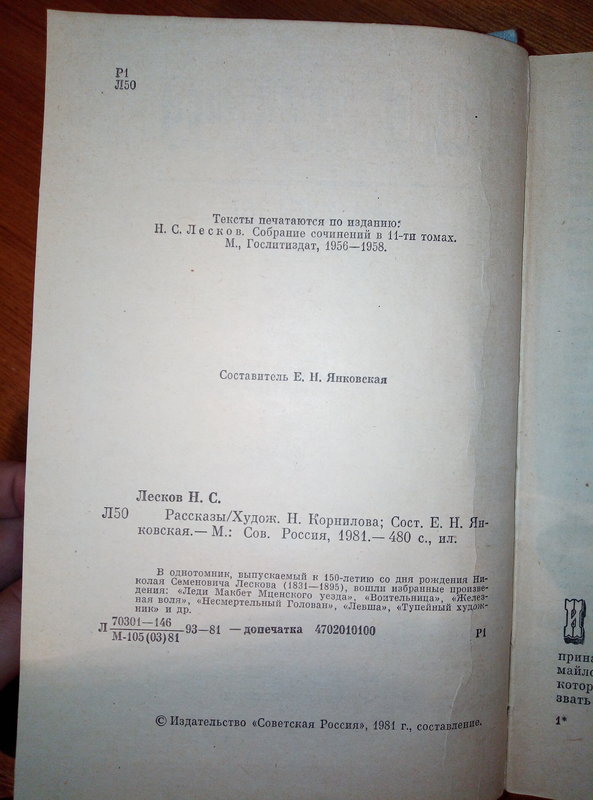 Р1
Л50
Тексты печатаются по изданию:
Н. С. Лесков. Собрание сочинений в 11-ти томах.
М., Гослитиздат, 1956—1958.
Составитель Е. Н. Янковская
Лесков Н. С.
Л50 Рассказы/Худож. Н. Корнилова; Сост. Е. Н. Ян-
ковская.— М.: Сов. Россия, 1981.— 480 с., ил.
В однотомник, выпускаемый к 150-летию со дня рождения Ни-
колая Семеновича Лескова (1831—1895), вошли избранные произве-
дения: «Леди Макбет Мценского уезда», «Воительница», «Желез-
ная воля», «Несмертельный Голован», «Левша», «Тупейный худож-
ник» и др.
70301—146
Л 93—81 — допечатка 4702010100 Р1
М-105(03)81
© Издательство «Советская Россия», 1981 г., составление.
И
прина
майло
котор
звать
1*